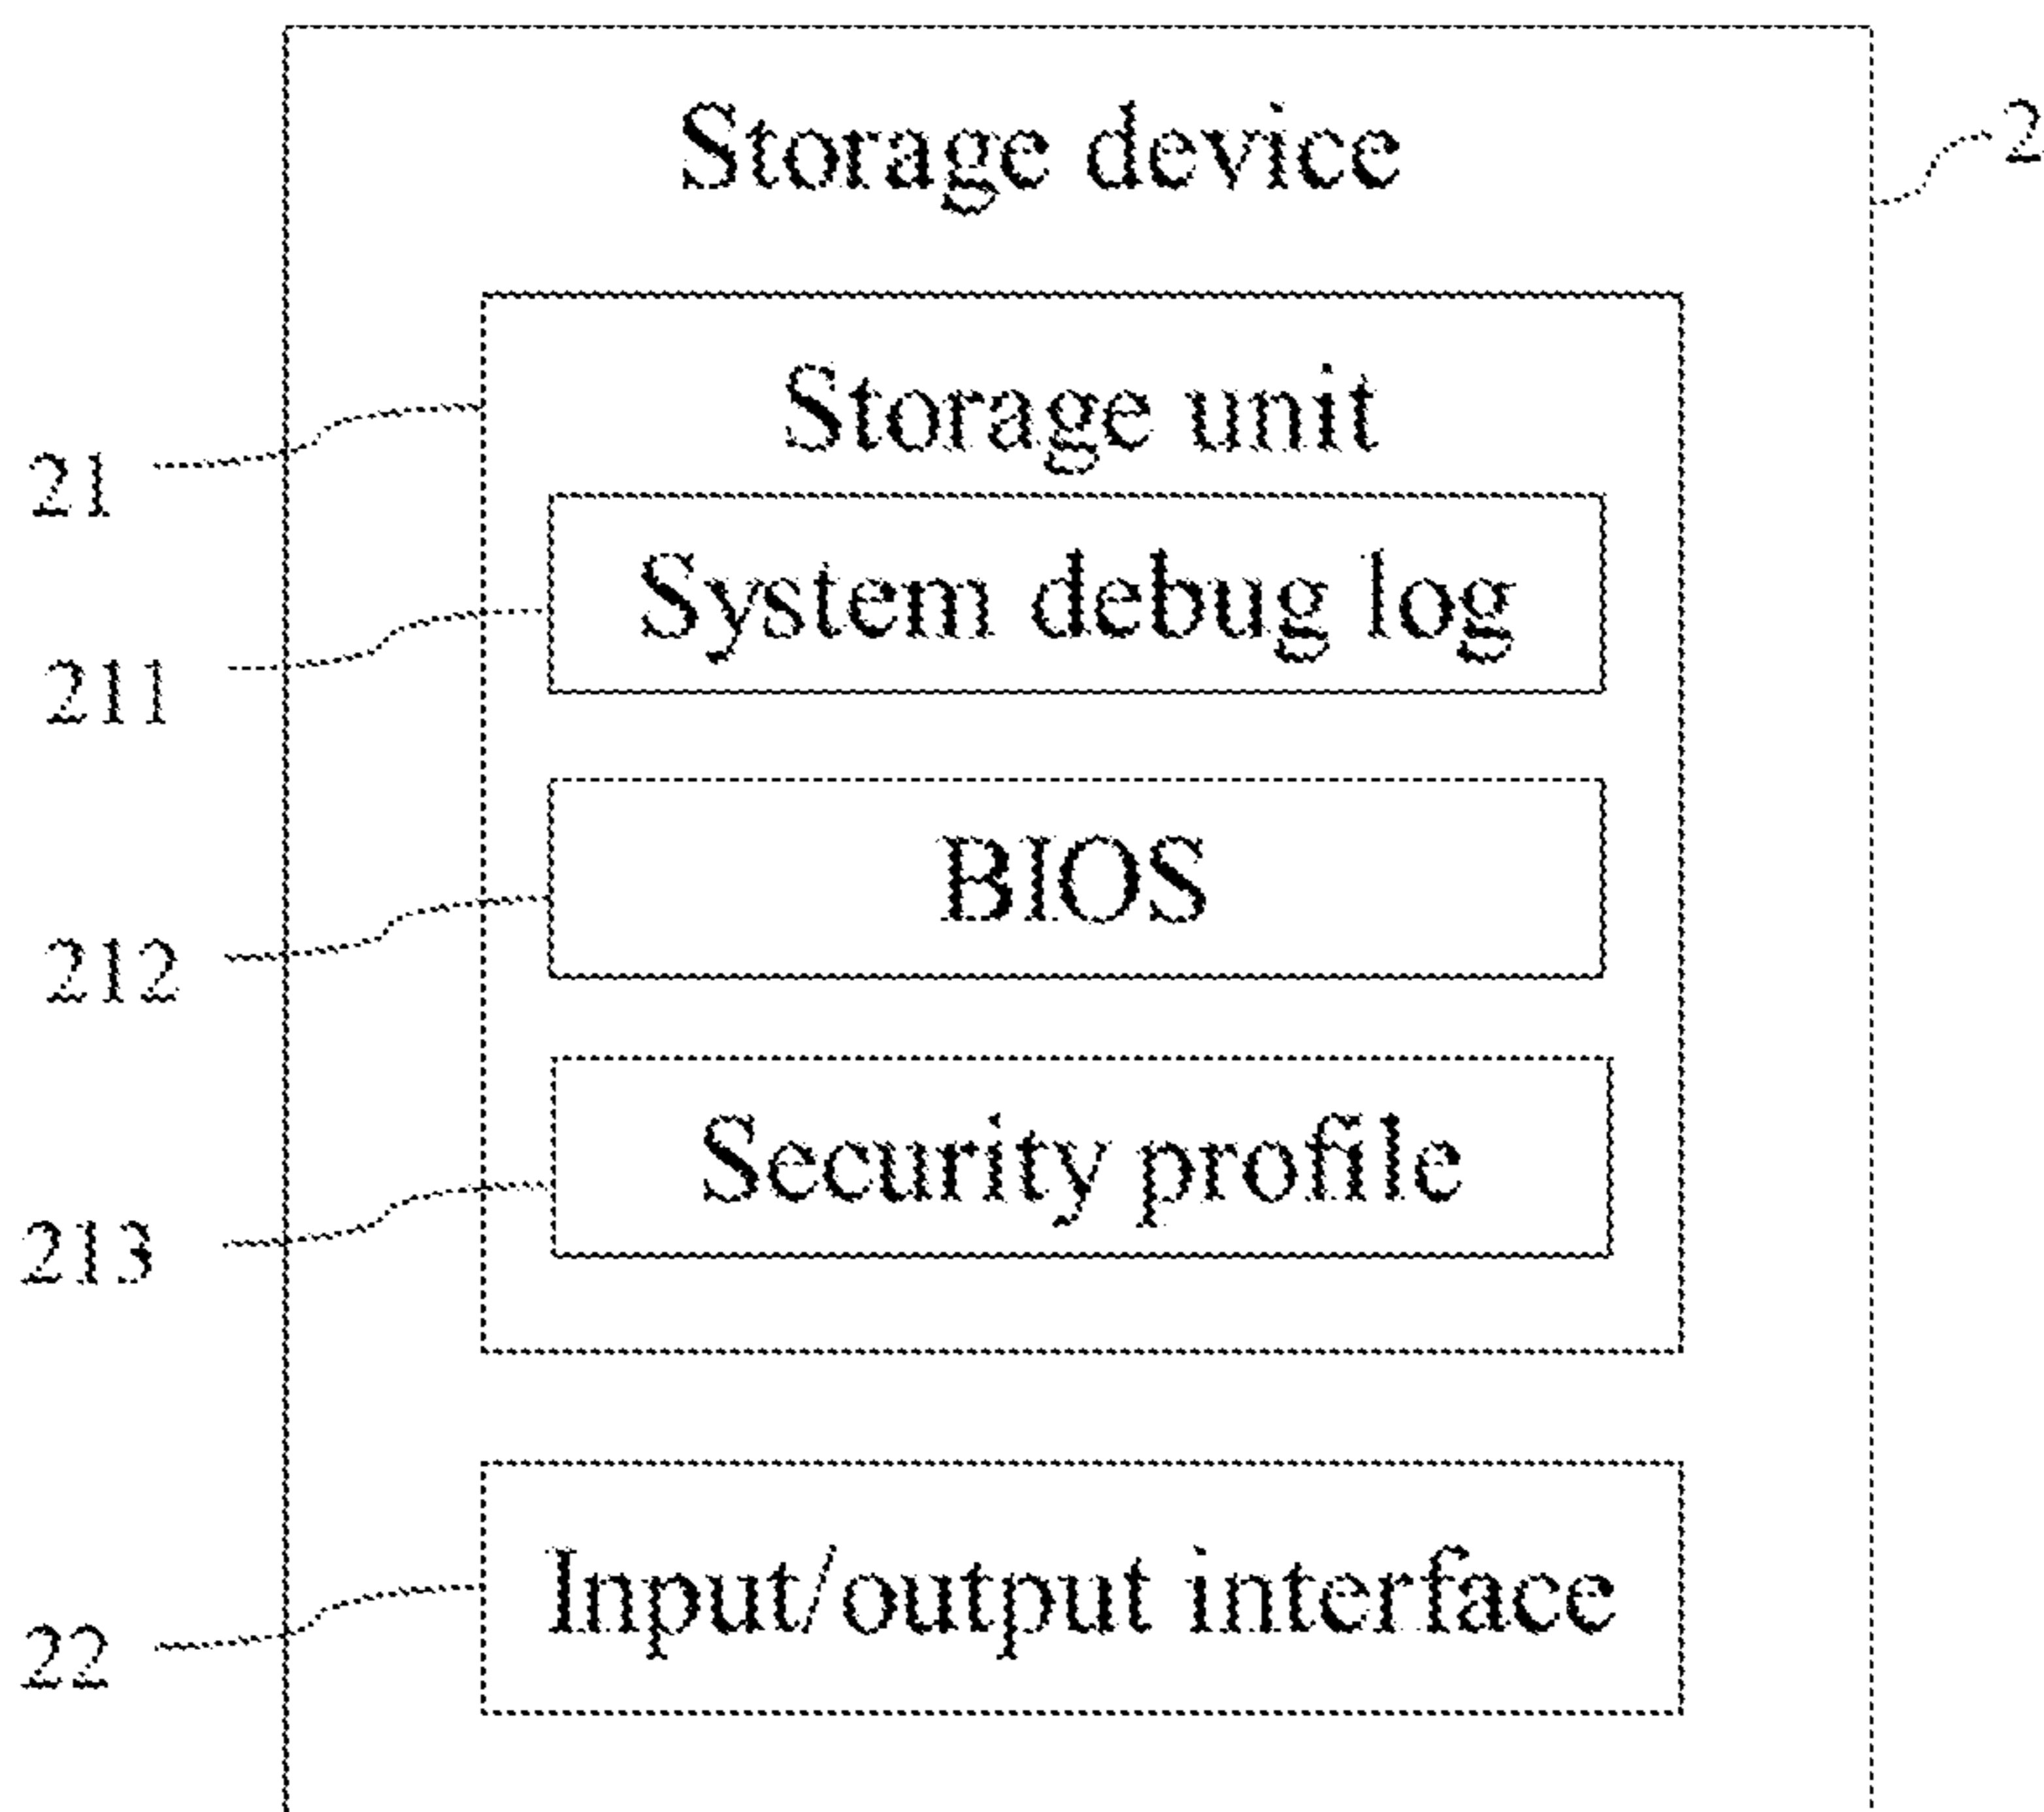 Storage device
2
Storage unit
21
System debug log
211
BIOS
212
Security profile
213
Input/output interface
22